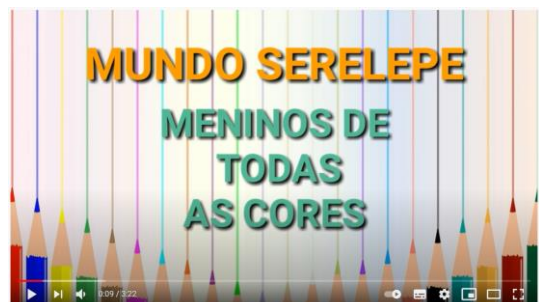 MUNDO SERELEPE
MENINOS DE
TODAS
AS CORES
0:09 / 3:22